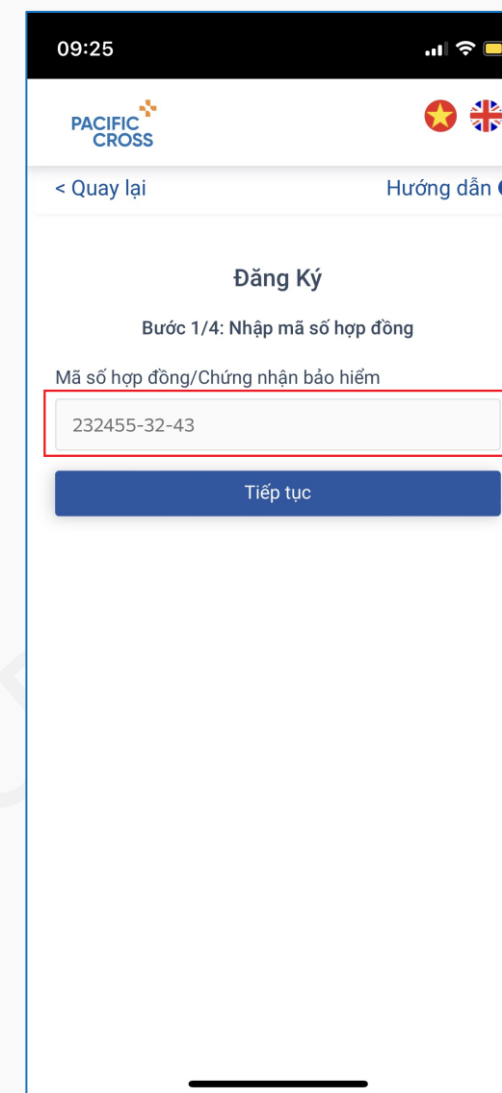 09:25
PACIFIC
CROSS
< Quay lại
Hướng dẫn
Đăng Ký
Bước 1/4: Nhập mã số hợp đồng
Mã số hợp đồng/Chứng nhận bảo hiểm
232455-32-43
Tiếp tục